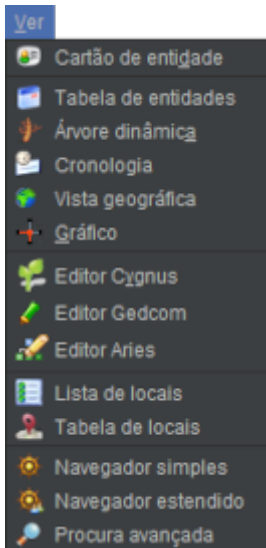 Ver
Cartão de entidade
Tabela de entidades
Árvore dinâmica
Cronologia
Vista geográfica
Gráfico
Editor Cygnus
Editor Gedcom
Editor Aries
Lista de locais
Tabela de locais
Navegador simples
Navegador estendido
Procura avançada